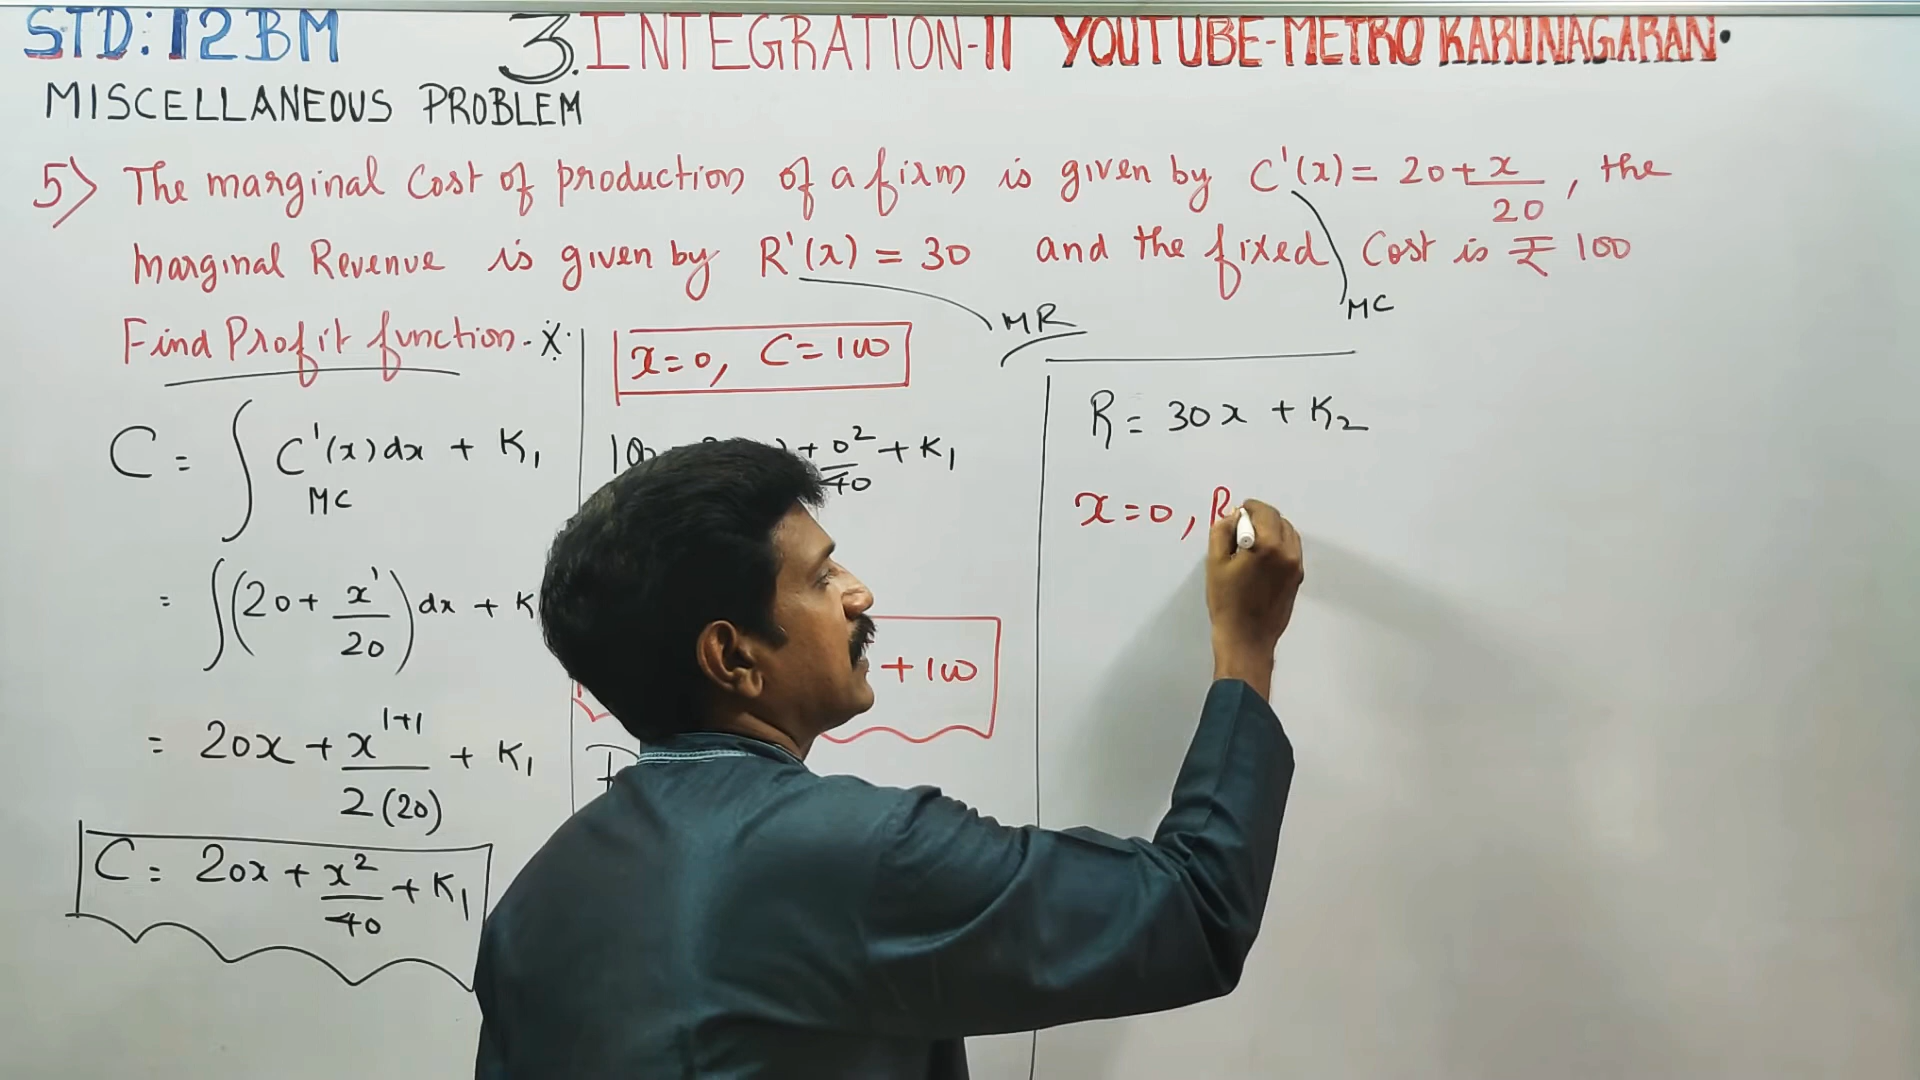 STD: 12BM 3. INTEGRATION-II YOUTUBE-METRO KARUNAGARAN.
MISCELLANEOUS PROBLEM
5) The marginal Cost of production of a firm is given by C'(x) = 20 + x/20, the
Marginal Revenue is given by R'(x) = 30 and the fixed Cost is ₹ 100
MC
MR
Find Profit function.
C = ∫ C'(x) dx + K₁
MC
= ∫(20 + x¹/20) dx + K
= 20x + x¹⁺¹/2(20) + K₁
C = 20x + x²/40 + K₁
x=0, C=100
+ 0²/40 + K₁
+ 100
R = 30x + K₂
x=0, R